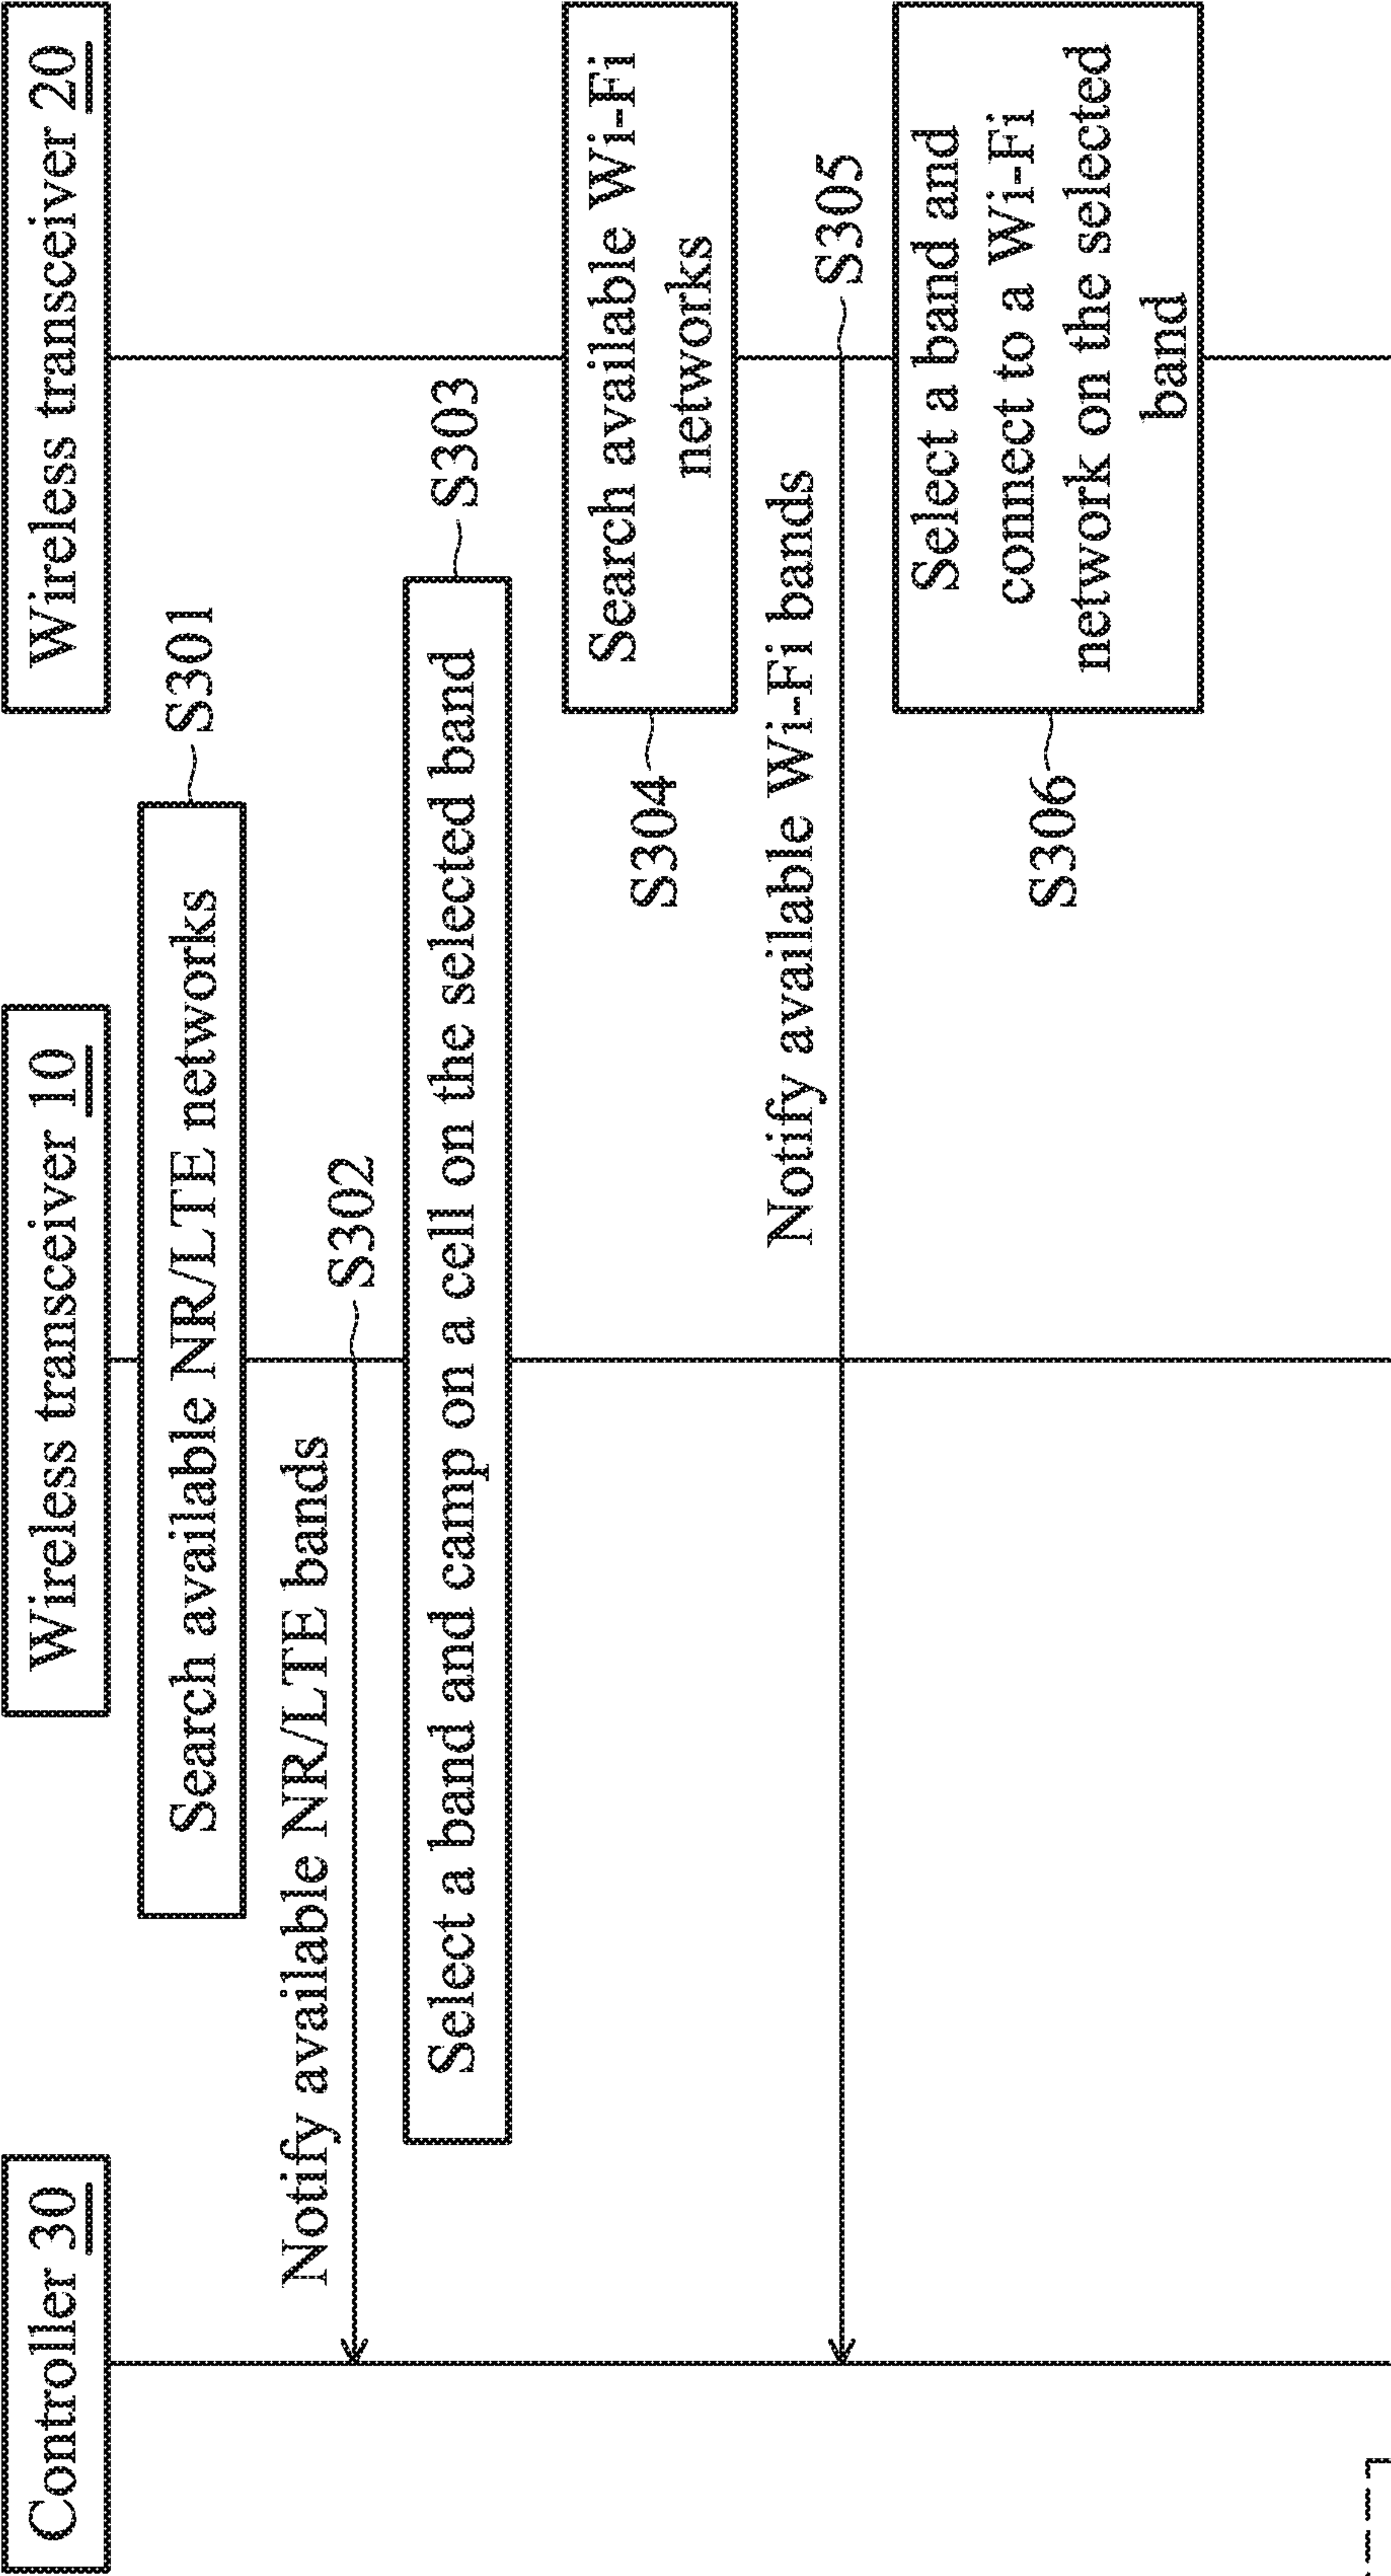 Controller 30
Wireless transceiver 10
Wireless transceiver 20
Search available NR/LTE networks
S301
Notify available NR/LTE bands
S302
Select a band and camp on a cell on the selected band
S303
Search available Wi-Fi
networks
S304
Notify available Wi-Fi bands
S305
Select a band and
connect to a Wi-Fi
network on the selected
band
S306